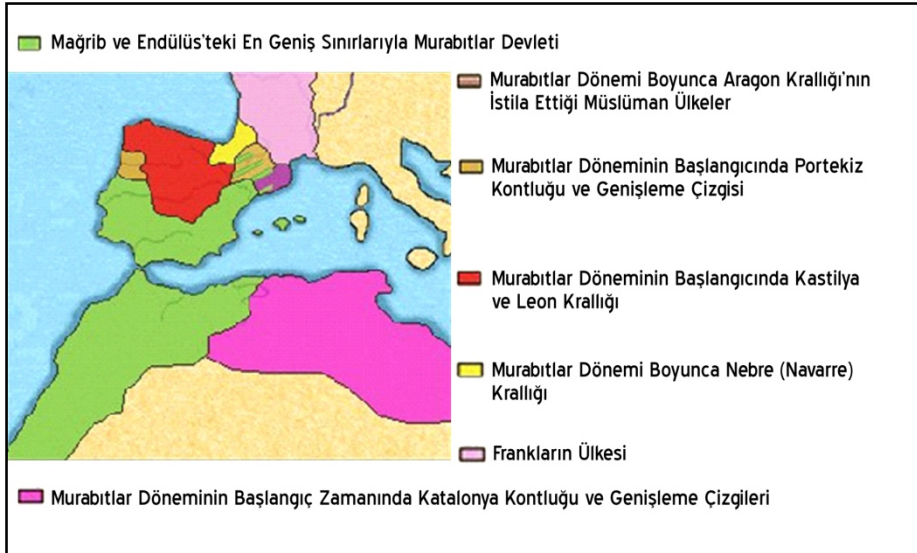 Mağrib ve Endülüs'teki En Geniş Sınırlarıyla Murabıtlar Devleti
Murabıtlar Dönemi Boyunca Aragon Krallığı'nın
İstila Ettiği Müslüman Ülkeler
Murabıtlar Döneminin Başlangıcında Portekiz
Kontluğu ve Genişleme Çizgisi
Murabıtlar Döneminin Başlangıcında Kastilya
ve Leon Krallığı
Murabıtlar Dönemi Boyunca Nebre (Navarre)
Krallığı
Frankların Ülkesi
Murabıtlar Döneminin Başlangıç Zamanında Katalonya Kontluğu ve Genişleme Çizgileri